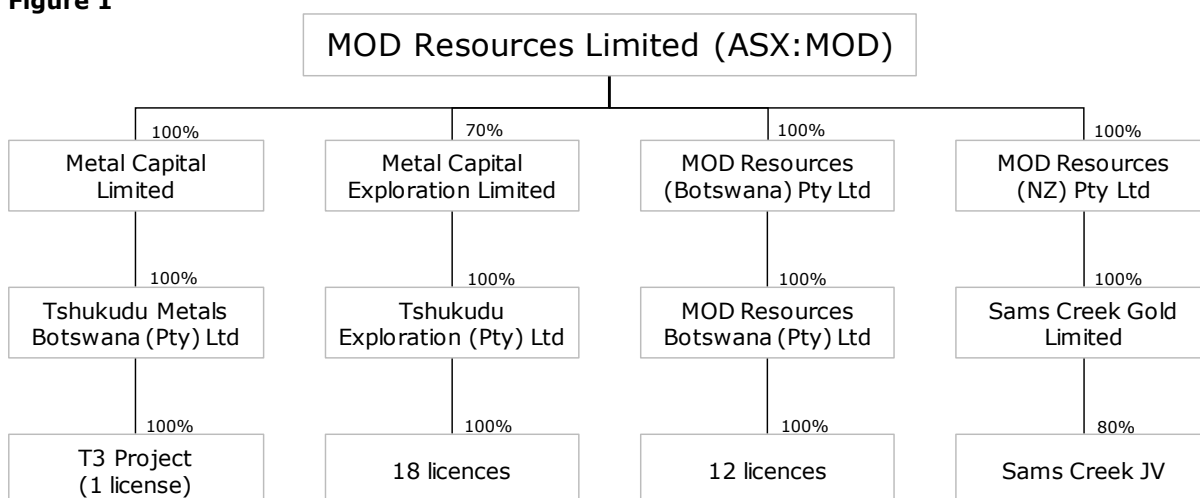 Figure 1
MOD Resources Limited (ASX:MOD)
100%
70%
100%
100%
Metal Capital
Limited
Metal Capital
Exploration Limited
MOD Resources
(Botswana) Pty Ltd
MOD Resources
(NZ) Pty Ltd
100%
100%
100%
100%
Tshukudu Metals
Botswana (Pty) Ltd
Tshukudu
Exploration (Pty) Ltd
MOD Resources
Botswana (Pty) Ltd
Sams Creek Gold
Limited
100%
100%
100%
80%
T3 Project
(1 license)
18 licences
12 licences
Sams Creek JV